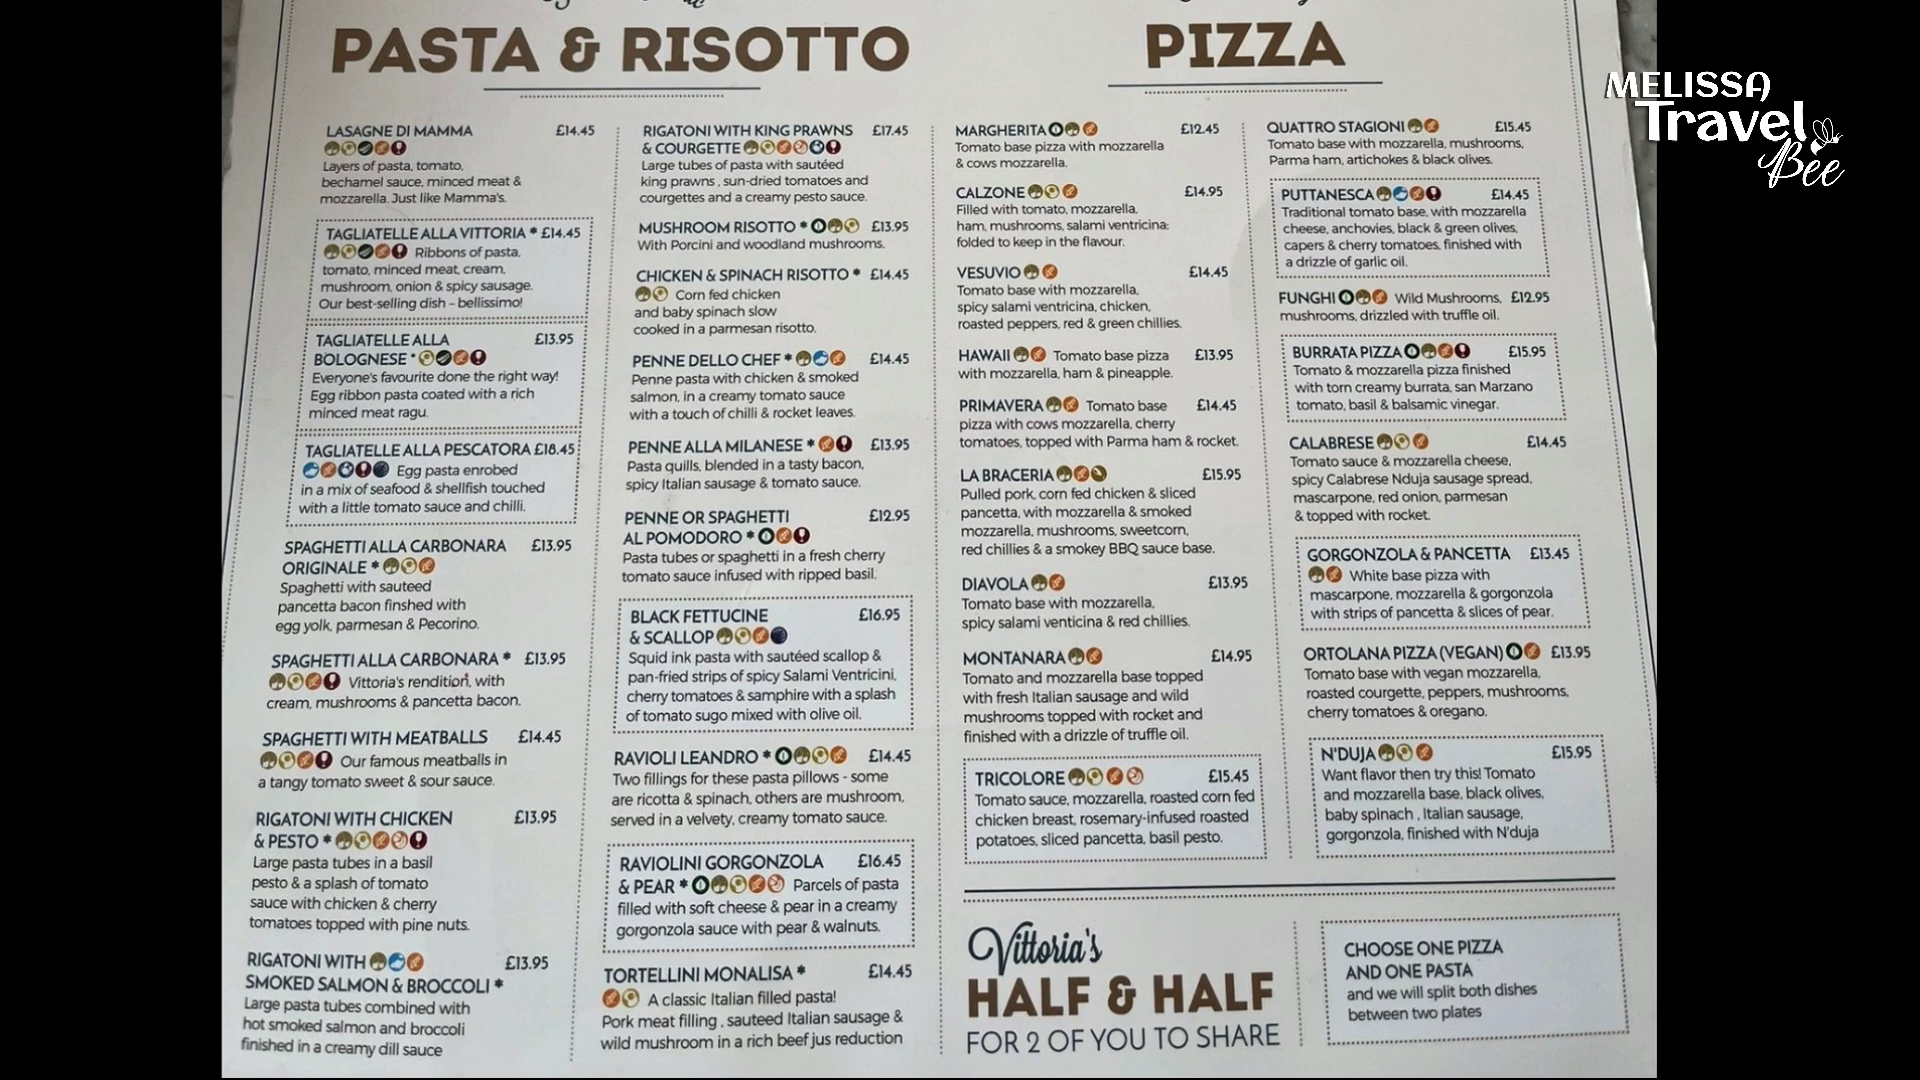 PASTA & RISOTTO
LASAGNE DI MAMMA £14.45
Layers of pasta, tomato,
bechamel sauce, minced meat &
mozzarella. Just like Mamma's.
TAGLIATELLE ALLA VITTORIA * £14.45
Ribbons of pasta,
tomato, minced meat, cream,
mushroom, onion & spicy sausage.
Our best-selling dish – bellissimo!
TAGLIATELLE ALLA £13.95
BOLOGNESE *
Everyone's favourite done the right way!
Egg ribbon pasta coated with a rich
minced meat ragu.
TAGLIATELLE ALLA PESCATORA £18.45
Egg pasta enrobed
in a mix of seafood & shellfish touched
with a little tomato sauce and chilli.
SPAGHETTI ALLA CARBONARA £13.95
ORIGINALE *
Spaghetti with sauteed
pancetta bacon finshed with
egg yolk, parmesan & Pecorino.
SPAGHETTI ALLA CARBONARA * £13.95
Vittoria's rendition, with
cream, mushrooms & pancetta bacon.
SPAGHETTI WITH MEATBALLS £14.45
Our famous meatballs in
a tangy tomato sweet & sour sauce.
RIGATONI WITH CHICKEN £13.95
& PESTO *
Large pasta tubes in a basil
pesto & a splash of tomato
sauce with chicken & cherry
tomatoes topped with pine nuts.
RIGATONI WITH £13.95
SMOKED SALMON & BROCCOLI *
Large pasta tubes combined with
hot smoked salmon and broccoli
finished in a creamy dill sauce
RIGATONI WITH KING PRAWNS £17.45
& COURGETTE
Large tubes of pasta with sautéed
king prawns , sun-dried tomatoes and
courgettes and a creamy pesto sauce.
MUSHROOM RISOTTO * £13.95
With Porcini and woodland mushrooms.
CHICKEN & SPINACH RISOTTO * £14.45
Corn fed chicken
and baby spinach slow
cooked in a parmesan risotto.
PENNE DELLO CHEF * £14.45
Penne pasta with chicken & smoked
salmon, in a creamy tomato sauce
with a touch of chilli & rocket leaves.
PENNE ALLA MILANESE * £13.95
Pasta quills, blended in a tasty bacon,
spicy Italian sausage & tomato sauce.
PENNE OR SPAGHETTI £12.95
AL POMODORO *
Pasta tubes or spaghetti in a fresh cherry
tomato sauce infused with ripped basil.
BLACK FETTUCINE £16.95
& SCALLOP
Squid ink pasta with sautéed scallop &
pan-fried strips of spicy Salami Ventricini,
cherry tomatoes & samphire with a splash
of tomato sugo mixed with olive oil.
RAVIOLI LEANDRO * £14.45
Two fillings for these pasta pillows - some
are ricotta & spinach, others are mushroom,
served in a velvety, creamy tomato sauce.
RAVIOLINI GORGONZOLA £16.45
& PEAR * Parcels of pasta
filled with soft cheese & pear in a creamy
gorgonzola sauce with pear & walnuts.
TORTELLINI MONALISA * £14.45
A classic Italian filled pasta!
Pork meat filling , sauteed Italian sausage &
wild mushroom in a rich beef jus reduction
PIZZA
MARGHERITA £12.45
Tomato base pizza with mozzarella
& cows mozzarella.
CALZONE £14.95
Filled with tomato, mozzarella,
ham, mushrooms, salami ventricina;
folded to keep in the flavour.
VESUVIO £14.45
Tomato base with mozzarella,
spicy salami ventricina, chicken,
roasted peppers, red & green chillies.
HAWAII Tomato base pizza £13.95
with mozzarella, ham & pineapple.
PRIMAVERA Tomato base £14.45
pizza with cows mozzarella, cherry
tomatoes, topped with Parma ham & rocket.
LA BRACERIA £15.95
Pulled pork, corn fed chicken & sliced
pancetta, with mozzarella & smoked
mozzarella, mushrooms, sweetcorn,
red chillies & a smokey BBQ sauce base.
DIAVOLA £13.95
Tomato base with mozzarella,
spicy salami venticina & red chillies.
MONTANARA £14.95
Tomato and mozzarella base topped
with fresh Italian sausage and wild
mushrooms topped with rocket and
finished with a drizzle of truffle oil.
TRICOLORE £15.45
Tomato sauce, mozzarella, roasted corn fed
chicken breast, rosemary-infused roasted
potatoes, sliced pancetta, basil pesto.
QUATTRO STAGIONI £15.45
Tomato base with mozzarella, mushrooms,
Parma ham, artichokes & black olives.
PUTTANESCA £14.45
Traditional tomato base, with mozzarella
cheese, anchovies, black & green olives,
capers & cherry tomatoes, finished with
a drizzle of garlic oil.
FUNGHI Wild Mushrooms, £12.95
mushrooms, drizzled with truffle oil.
BURRATA PIZZA £15.95
Tomato & mozzarella pizza finished
with torn creamy burrata, san Marzano
tomato, basil & balsamic vinegar.
CALABRESE £14.45
Tomato sauce & mozzarella cheese,
spicy Calabrese Nduja sausage spread,
mascarpone, red onion, parmesan
& topped with rocket.
GORGONZOLA & PANCETTA £13.45
White base pizza with
mascarpone, mozzarella & gorgonzola
with strips of pancetta & slices of pear.
ORTOLANA PIZZA (VEGAN) £13.95
Tomato base with vegan mozzarella,
roasted courgette, peppers, mushrooms,
cherry tomatoes & oregano.
N'DUJA £15.95
Want flavor then try this! Tomato
and mozzarella base, black olives,
baby spinach , Italian sausage,
gorgonzola, finished with N'duja
Vittoria's
HALF & HALF
FOR 2 OF YOU TO SHARE
CHOOSE ONE PIZZA
AND ONE PASTA
and we will split both dishes
between two plates
MELISSA
Travel
Bee